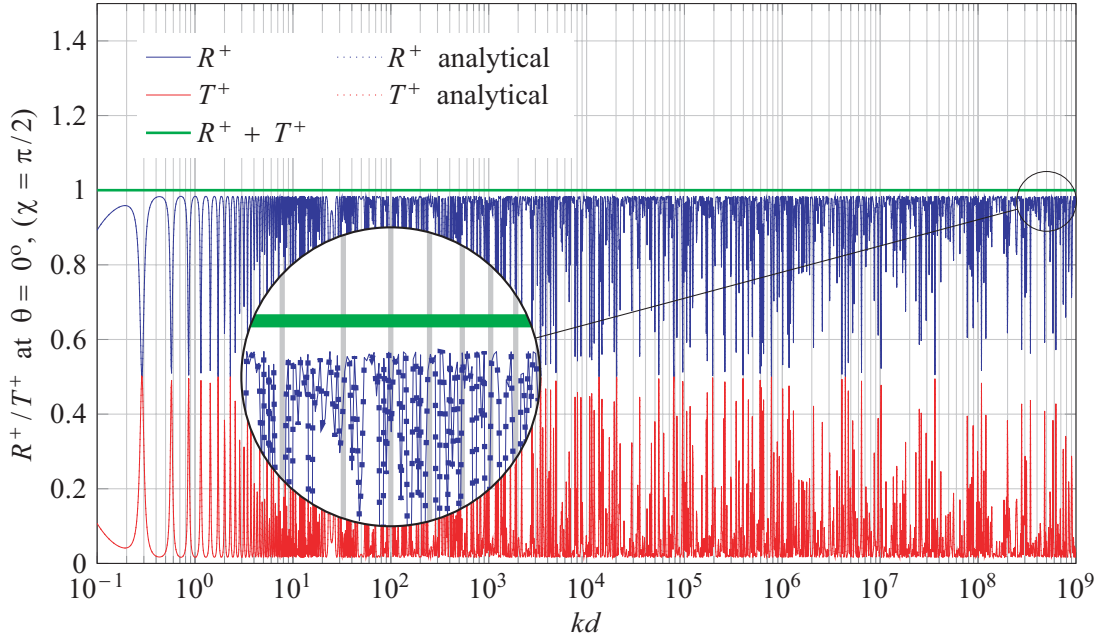 1.4
1.2
1
0.8
0.6
0.4
0.2
0
R⁺/T⁺ at θ = 0º, (χ = π/2)
R⁺
R⁺ analytical
T⁺
T⁺ analytical
R⁺ + T⁺
10⁻¹ 10⁰ 10¹ 10² 10³ 10⁴ 10⁵ 10⁶ 10⁷ 10⁸ 10⁹
kd